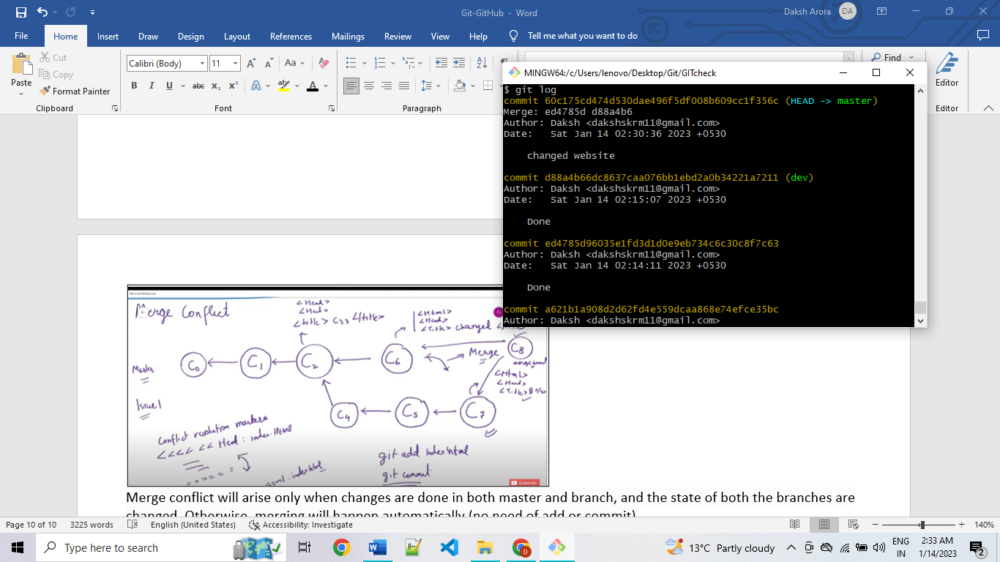 Git-GitHub - Word
Daksh Arora
DA
File
Home
Insert
Draw
Design
Layout
References
Mailings
Review
View
Help
Tell me what you want to do
Paste
Cut
Copy
Format Painter
Calibri (Body)
11
Find
Editor
Clipboard
Font
Editor
MINGW64:/c/Users/lenovo/Desktop/Git/GITcheck
$ git log
commit 60c175cd474d530dae496f5df008b609cc1f356c (HEAD -> master)
Merge: ed4785d d88a4b6
Author: Daksh <dakshskrm11@gmail.com>
Date:   Sat Jan 14 02:30:36 2023 +0530
changed website
commit d88a4b66dc8637caa076bb1ebd2a0b34221a7211 (dev)
Author: Daksh <dakshskrm11@gmail.com>
Date:   Sat Jan 14 02:15:07 2023 +0530
Done
commit ed4785d96035e1fd3d1d0e9eb734c6c30c8f7c63
Author: Daksh <dakshskrm11@gmail.com>
Date:   Sat Jan 14 02:14:11 2023 +0530
Done
commit a621b1a908d2d62fd4e559dcaa868e74efce35bc
Author: Daksh <dakshskrm11@gmail.com>
Merge Conflict
<Head>
<Head>
<title> C33 </title>
<Html>
<Head>
<Title> changed
Master
C0
C1
C2
C6
Merge
C8
<Html>
<Head>
<Title>
Issue1
C4
C5
C7
Conflict resolution markers
<<<< << Head : index.Html
=====
issue1 : index.html
git add index.html
git commit
Subscribe
Merge conflict will arise only when changes are done in both master and branch, and the state of both the branches are
changed. Otherwise, merging will happen automatically (no need of add or commit)
Page 10 of 10
3225 words
English (United States)
Accessibility: Investigate
140%
Type here to search
13°C Partly cloudy
ENG
IN
2:33 AM
1/14/2023
2